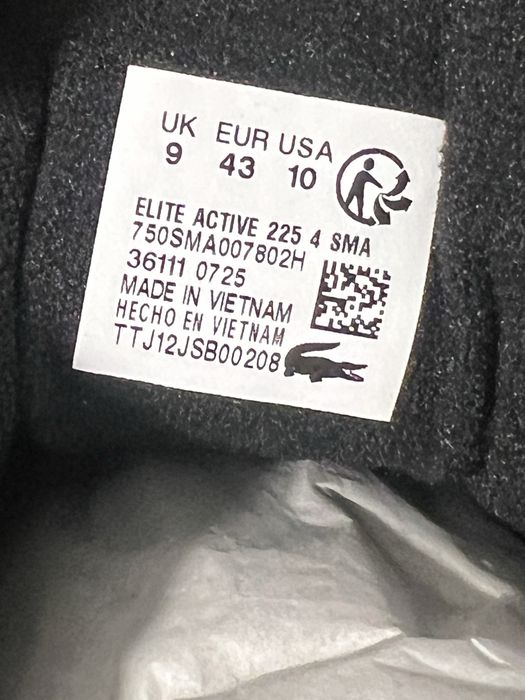 UK EUR USA
9 43 10
ELITE ACTIVE 225 4 SMA
750SMA007802H
36111 0725
MADE IN VIETNAM
HECHO EN VIETNAM
TTJ12JSB00208